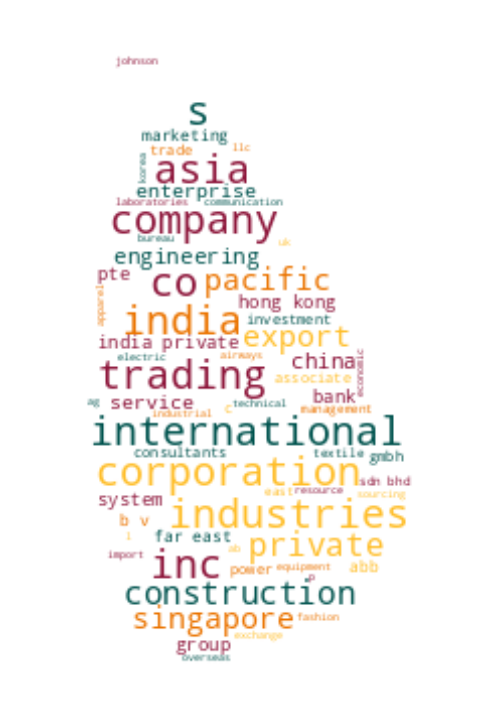 johnson
s
marketing
trade llc
korea asia
enterprise
laboratories communication
company
bureau uk
engineering
pte co pacific
apparel hong kong
india investment
india private export
electric airways china economic
trading associate
ag service c technical bank
industrial management
international
consultants textile gmbh
corporation
sdn bhd
system east resource sourcing
b v industries
l far east private
import inc ab
power equipment abb
p
construction
singapore fashion
exchange
group
overseas